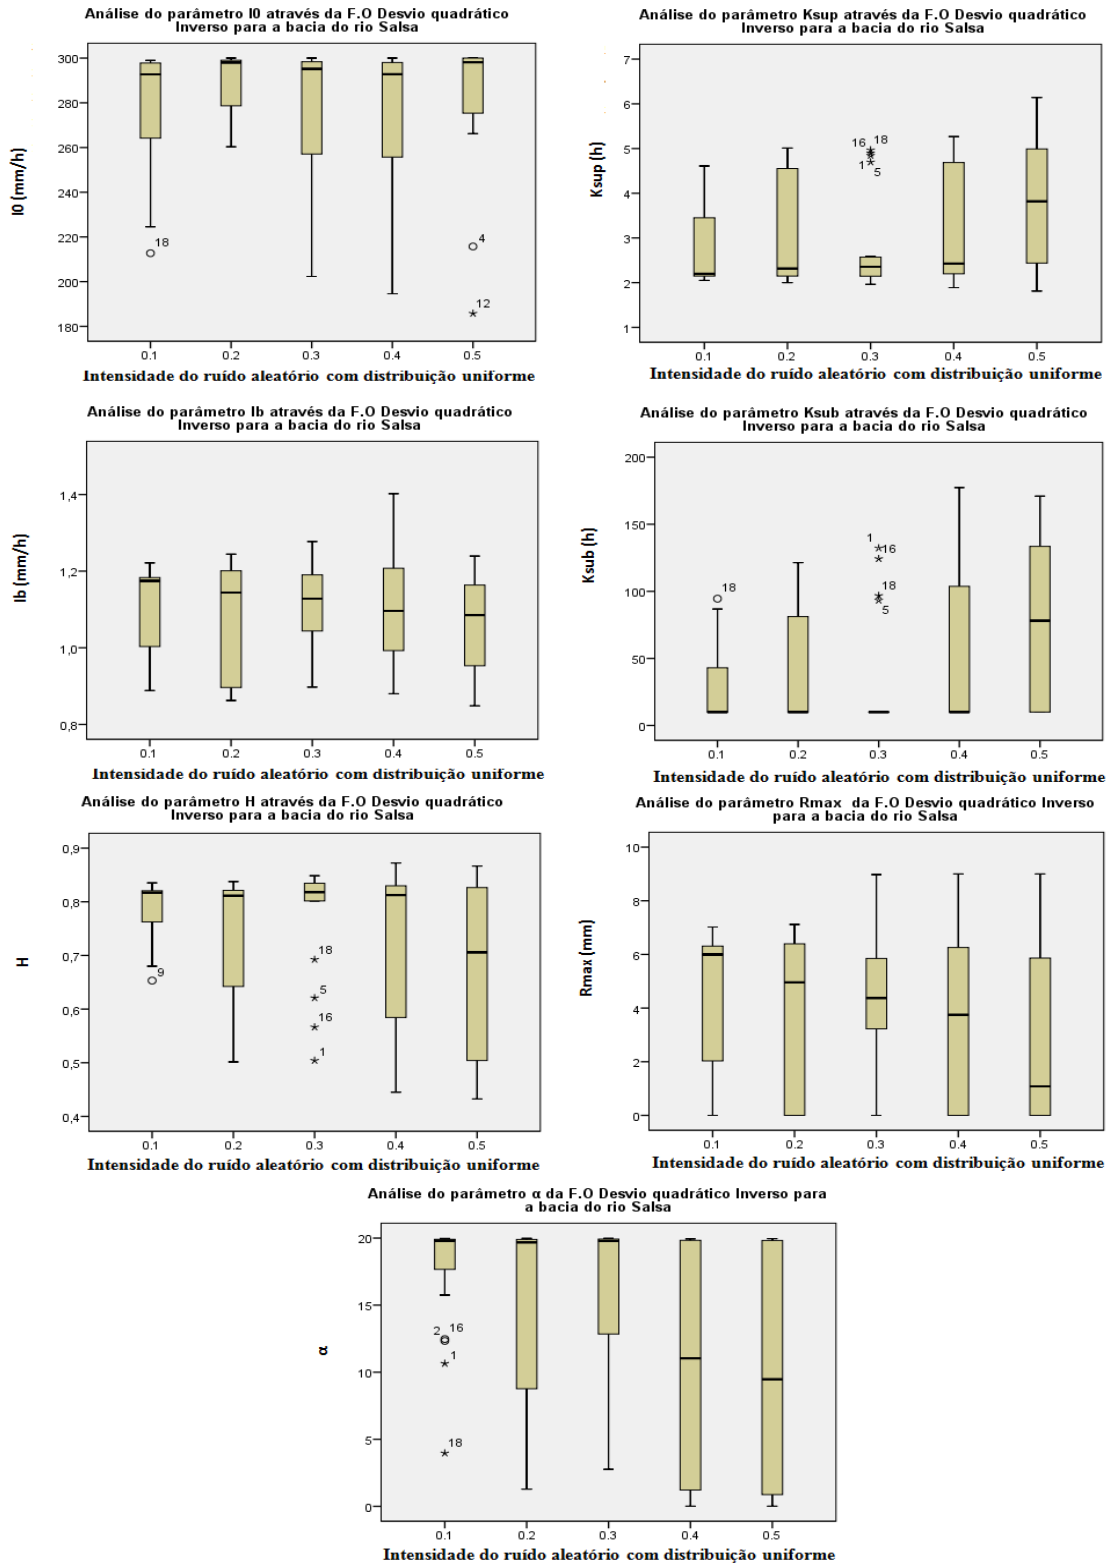 Análise do parâmetro I0 através da F.O Desvio quadrático
Inverso para a bacia do rio Salsa
I0 (mm/h)
300
280
260
240
220
200
180
18
4
12
0.1 0.2 0.3 0.4 0.5
Intensidade do ruído aleatório com distribuição uniforme
Análise do parâmetro Ksup através da F.O Desvio quadrático
Inverso para a bacia do rio Salsa
Ksup (h)
7
6
5
4
3
2
1
16 18
1 5
0.1 0.2 0.3 0.4 0.5
Intensidade do ruído aleatório com distribuição uniforme
Análise do parâmetro Ib através da F.O Desvio quadrático
Inverso para a bacia do rio Salsa
Ib (mm/h)
1,4
1,2
1,0
0,8
0.1 0.2 0.3 0.4 0.5
Intensidade do ruído aleatório com distribuição uniforme
Análise do parâmetro Ksub através da F.O Desvio quadrático
Inverso para a bacia do rio Salsa
Ksub (h)
200
150
100
50
0
18
1
16
18
5
0.1 0.2 0.3 0.4 0.5
Intensidade do ruído aleatório com distribuição uniforme
Análise do parâmetro H através da F.O Desvio quadrático
Inverso para a bacia do rio Salsa
H
0,9
0,8
0,7
0,6
0,5
0,4
9
18
5
16
1
0.1 0.2 0.3 0.4 0.5
Intensidade do ruído aleatório com distribuição uniforme
Análise do parâmetro Rmax da F.O Desvio quadrático Inverso
para a bacia do rio Salsa
Rmax (mm)
10
8
6
4
2
0
0.1 0.2 0.3 0.4 0.5
Intensidade do ruído aleatório com distribuição uniforme
Análise do parâmetro α da F.O Desvio quadrático Inverso para
a bacia do rio Salsa
α
20
15
10
5
0
2 16
1
18
0.1 0.2 0.3 0.4 0.5
Intensidade do ruído aleatório com distribuição uniforme